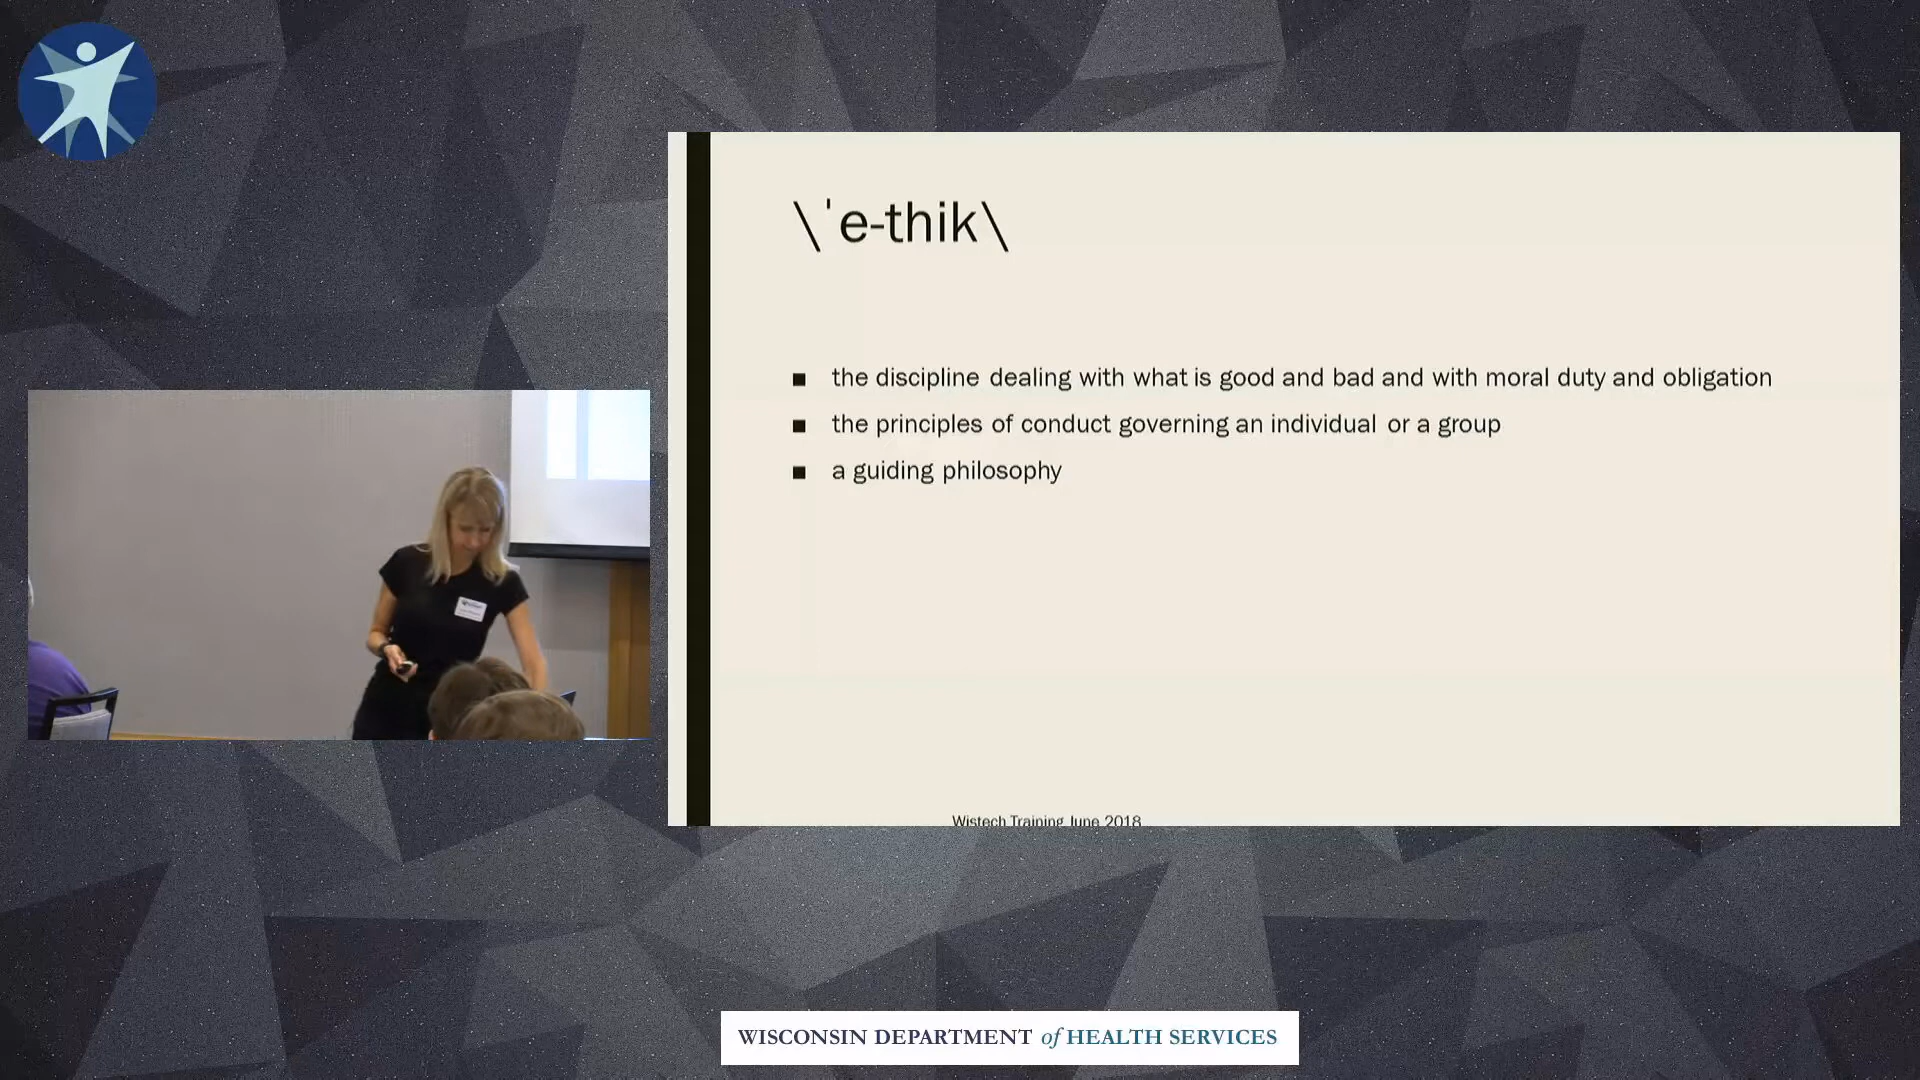 \ˈe-thik\
■ the discipline dealing with what is good and bad and with moral duty and obligation
■ the principles of conduct governing an individual or a group
■ a guiding philosophy
Wistech Training June 2018
WISCONSIN DEPARTMENT of HEALTH SERVICES